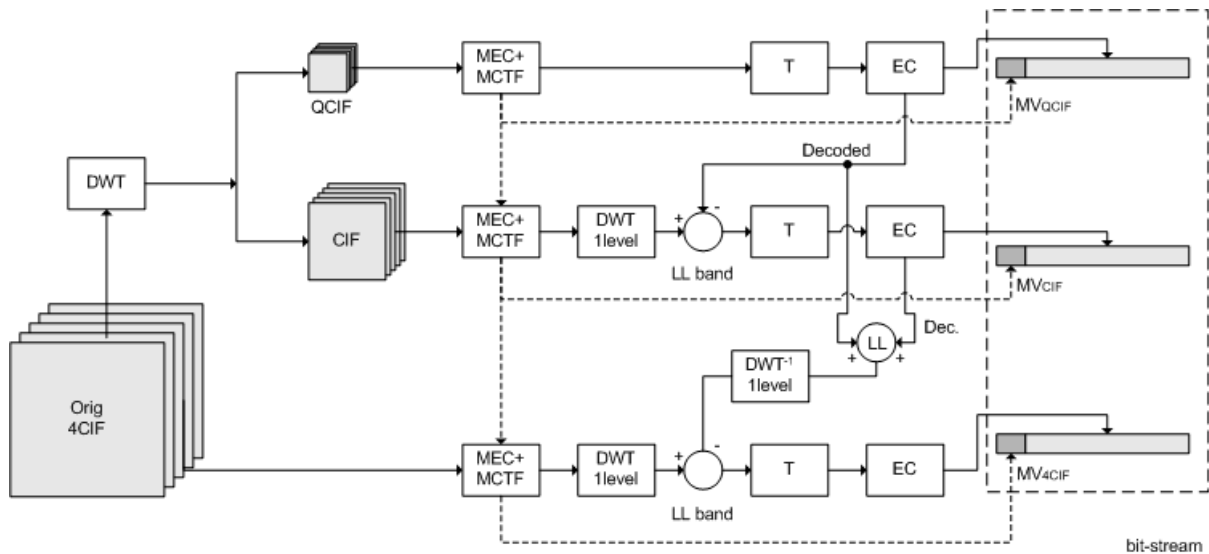 MEC+
MCTF
T
EC
QCIF
MVQCIF
Decoded
DWT
MEC+
MCTF
DWT
1level
+
-
T
EC
CIF
LL band
MVCIF
Dec.
LL
+
+
DWT-1
1level
Orig
4CIF
MEC+
MCTF
DWT
1level
+
-
T
EC
MV4CIF
LL band
bit-stream